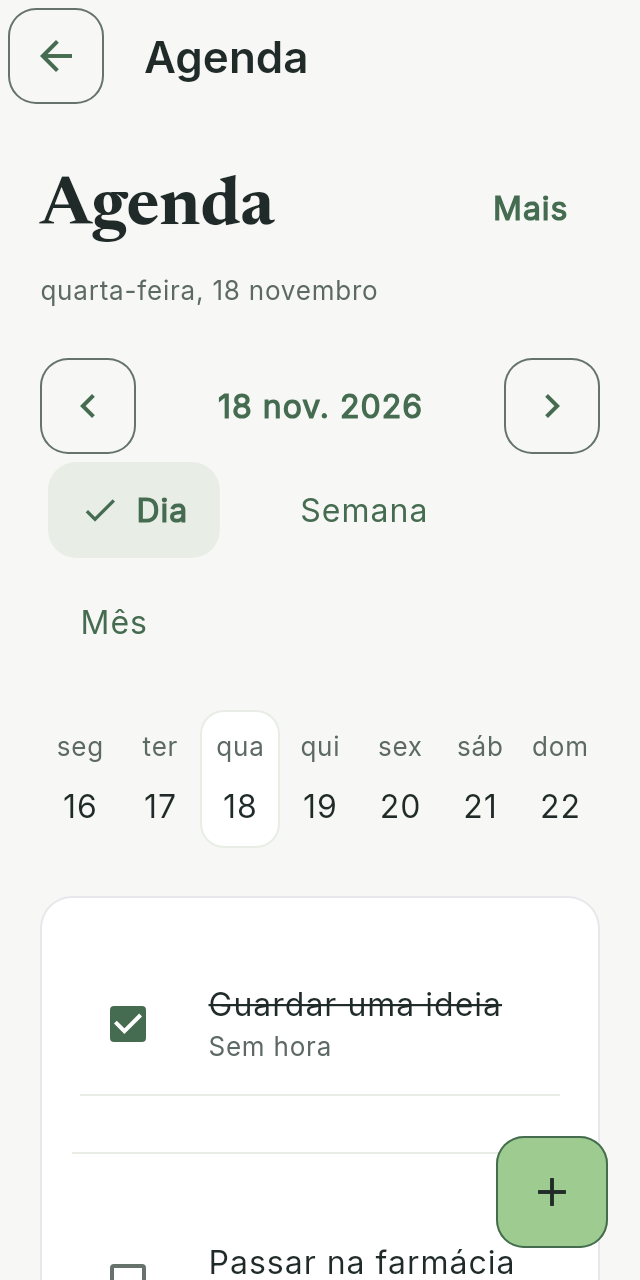 Agenda
Agenda
Mais
quarta-feira, 18 novembro
18 nov. 2026
Dia
Semana
Mês
seg ter qua qui sex sáb dom
16 17 18 19 20 21 22
Guardar uma ideia
Sem hora
Passar na farmácia